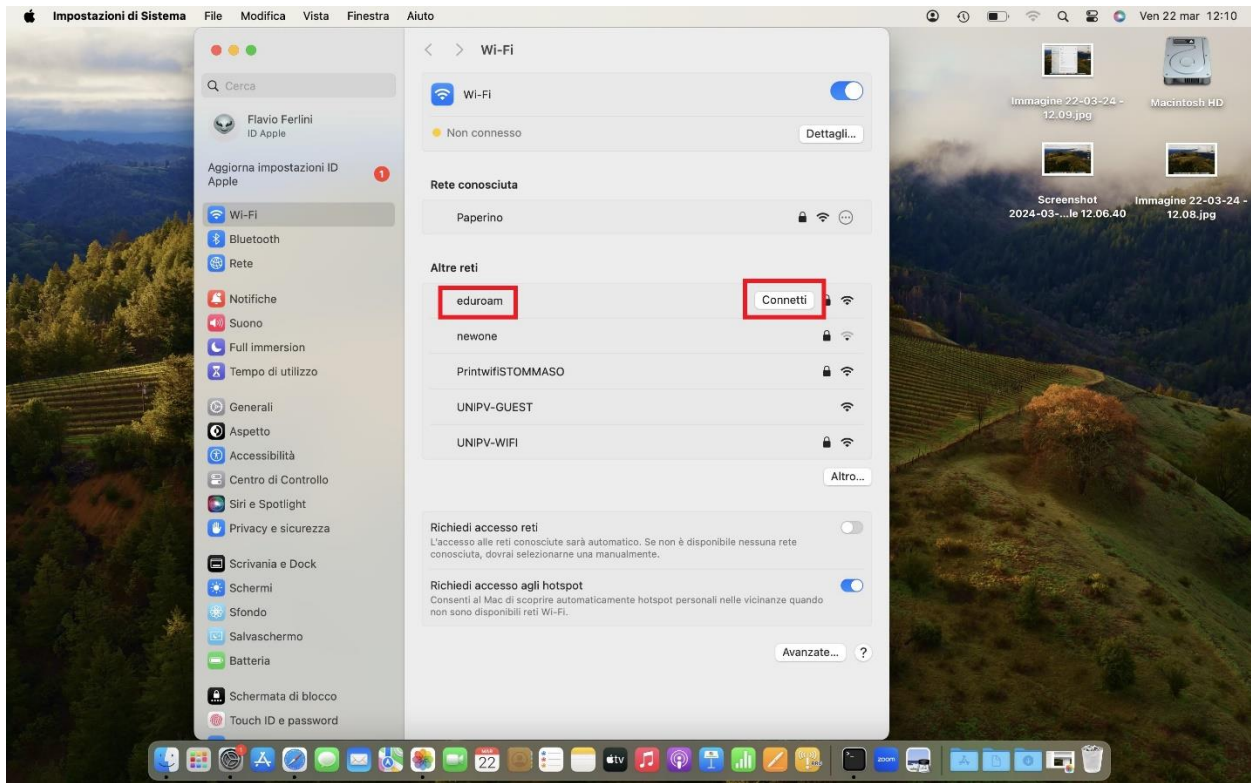 Impostazioni di Sistema File Modifica Vista Finestra Aiuto
Ven 22 mar 12:10
Wi-Fi
Cerca
Flavio Ferlini
ID Apple
Aggiorna impostazioni ID
Apple
1
Wi-Fi
Bluetooth
Rete
Notifiche
Suono
Full immersion
Tempo di utilizzo
Generali
Aspetto
Accessibilità
Centro di Controllo
Siri e Spotlight
Privacy e sicurezza
Scrivania e Dock
Schermi
Sfondo
Salvaschermo
Batteria
Schermata di blocco
Touch ID e password
Wi-Fi
Non connesso
Dettagli...
Rete conosciuta
Paperino
Altre reti
eduroam Connetti
newone
PrintwifiSTOMMASO
UNIPV-GUEST
UNIPV-WIFI
Altro...
Richiedi accesso reti
L'accesso alle reti conosciute sarà automatico. Se non è disponibile nessuna rete
conosciuta, dovrai selezionarne una manualmente.
Richiedi accesso agli hotspot
Consenti al Mac di scoprire automaticamente hotspot personali nelle vicinanze quando
non sono disponibili reti Wi-Fi.
Avanzate... ?
Immagine 22-03-24 -
12.09.jpg
Macintosh HD
Screenshot
2024-03-...le 12.06.40
Immagine 22-03-24 -
12.08.jpg
MAR
22
tv
zoom